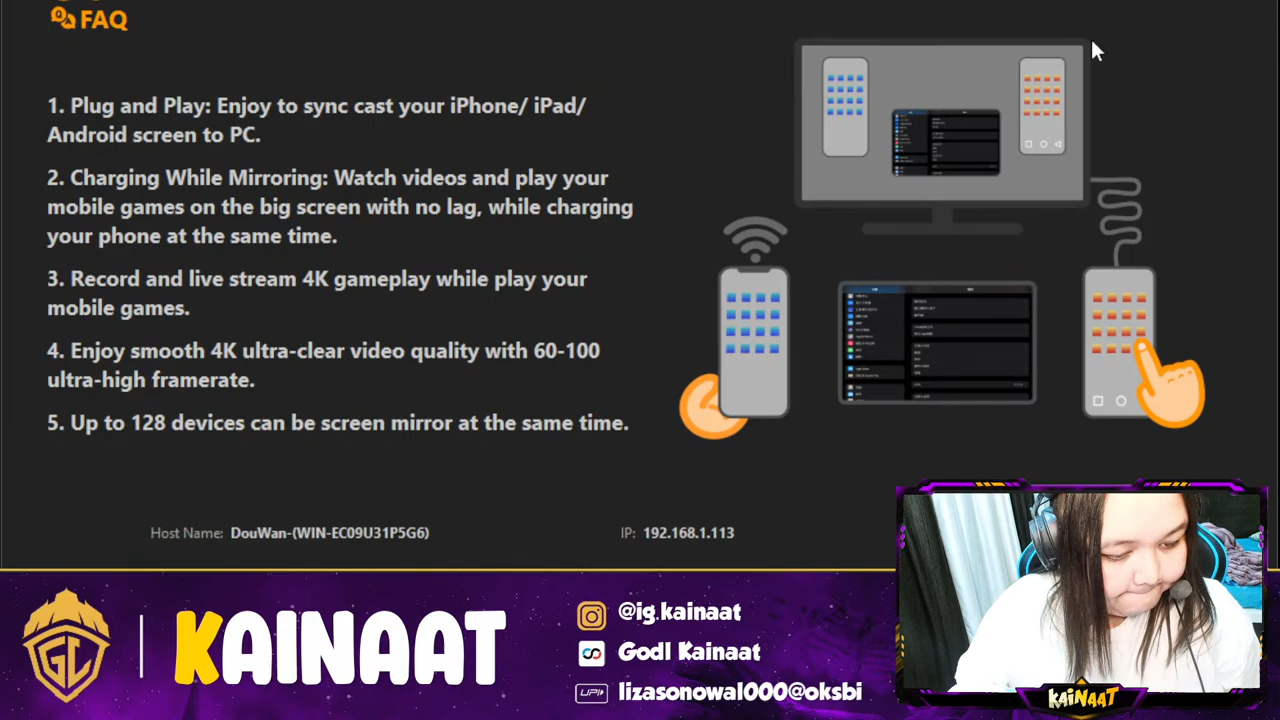 FAQ
1. Plug and Play: Enjoy to sync cast your iPhone/ iPad/
Android screen to PC.
2. Charging While Mirroring: Watch videos and play your
mobile games on the big screen with no lag, while charging
your phone at the same time.
3. Record and live stream 4K gameplay while play your
mobile games.
4. Enjoy smooth 4K ultra-clear video quality with 60-100
ultra-high framerate.
5. Up to 128 devices can be screen mirror at the same time.
Host Name: DouWan-(WIN-EC09U31P5G6)
IP: 192.168.1.113
GL
KAINAAT
@ig.kainaat
Godl Kainaat
UPI lizasonowal000@oksbi
KAINAAT